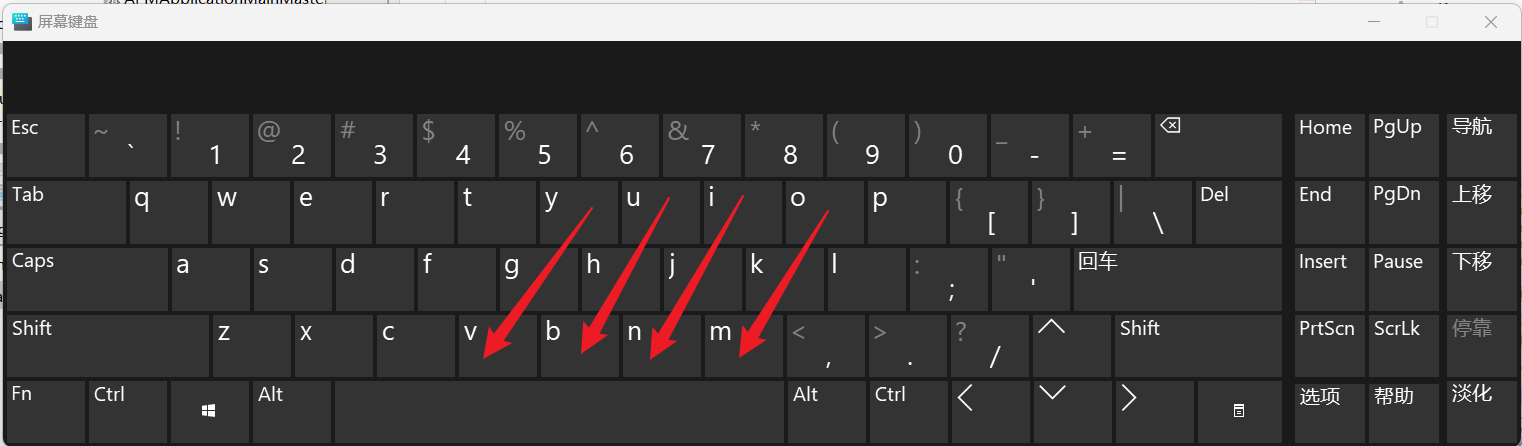 屏幕键盘
Esc ~ ` ! 1 @ 2 # 3 $ 4 % 5 ^ 6 & 7 * 8 ( 9 ) 0 _ - + = Home PgUp 导航
Tab q w e r t y u i o p { [ } ] | \ Del End PgDn 上移
Caps a s d f g h j k l : ; " ' 回车 Insert Pause 下移
Shift z x c v b n m < , > . ? / Shift PrtScn ScrLk 停靠
Fn Ctrl Alt Alt Ctrl 选项 帮助 淡化